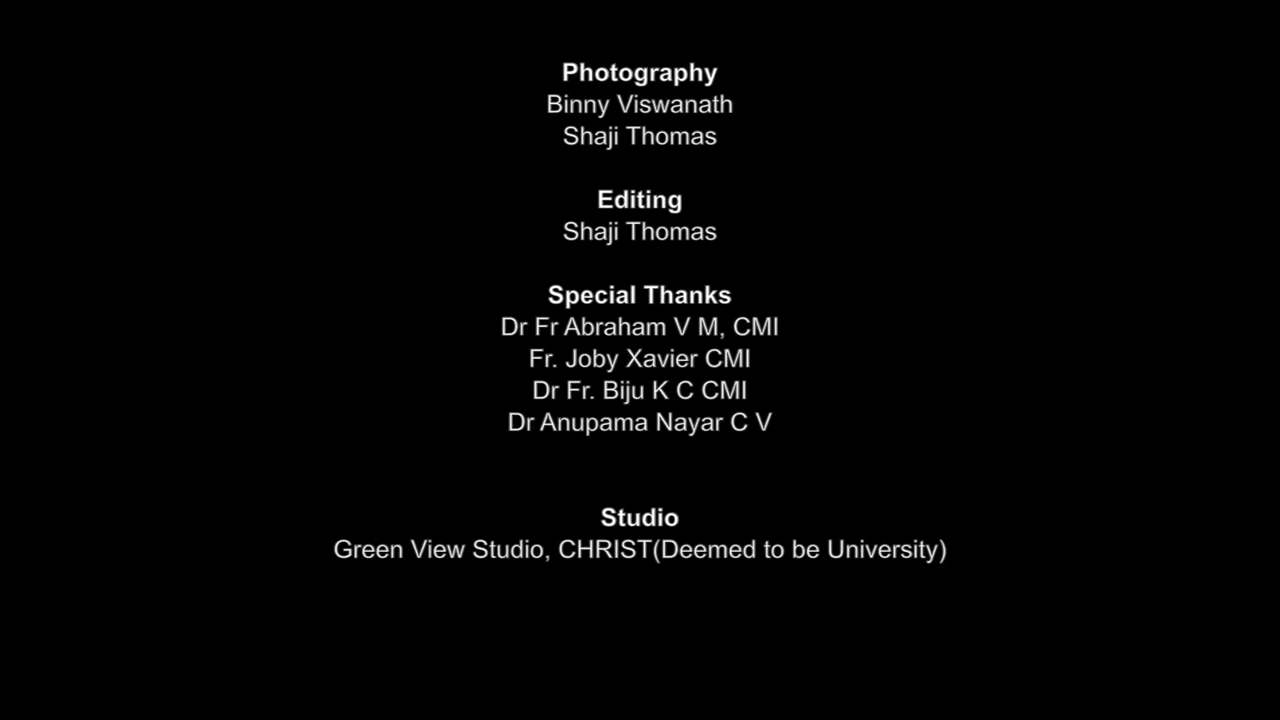 Photography
Binny Viswanath
Shaji Thomas
Editing
Shaji Thomas
Special Thanks
Dr Fr Abraham V M, CMI
Fr. Joby Xavier CMI
Dr Fr. Biju K C CMI
Dr Anupama Nayar C V
Studio
Green View Studio, CHRIST(Deemed to be University)